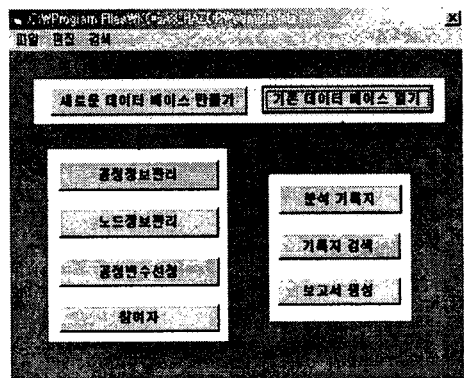 파일 편집 검색
새로운 데이터 베이스 만들기
기존 데이터 베이스 열기
공정정보관리
노드정보관리
공정변수선정
참여자
분석 기록지
기록지 검색
보고서 완성